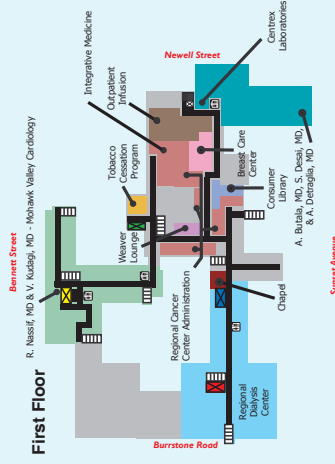 First Floor
Bennett Street
R. Nassif, MD & V. Kudagi, MD - Mohawk Valley Cardiology
Integrative Medicine
Outpatient
Infusion
Tobacco
Cessation
Program
Newell Street
Centrex
Laboratories
Weaver
Lounge
Breast Care
Center
Consumer
Library
A. Butala, MD, S. Desai, MD,
& A. Detraglia, MD
Regional Cancer
Center Administration
Chapel
Regional
Dialysis
Center
Burrstone Road
Sunset Avenue